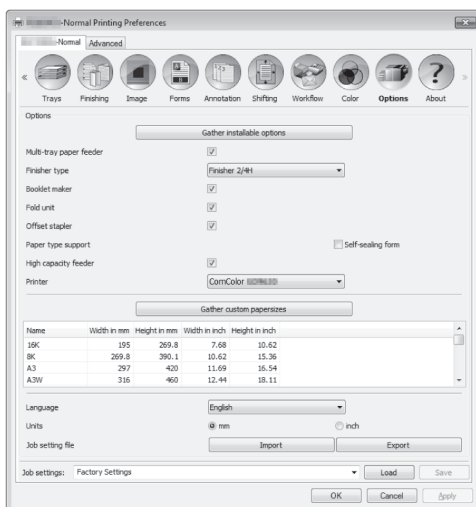 -Normal Printing Preferences
-Normal Advanced
« Trays Finishing Image Forms Annotation Shifting Workflow Color Options About »
Options
Gather installable options
Multi-tray paper feeder
Finisher type Finisher 2/4H
Booklet maker
Fold unit
Offset stapler
Paper type support Self-sealing form
High capacity feeder
Printer ComColor
Gather custom papersizes
Name Width in mm Height in mm Width in inch Height in inch
16K 195 269.8 7.68 10.62
8K 269.8 390.1 10.62 15.36
A3 297 420 11.69 16.54
A3W 316 460 12.44 18.11
Language English
Units mm inch
Job setting file Import Export
Job settings: Factory Settings Load Save
OK Cancel Apply